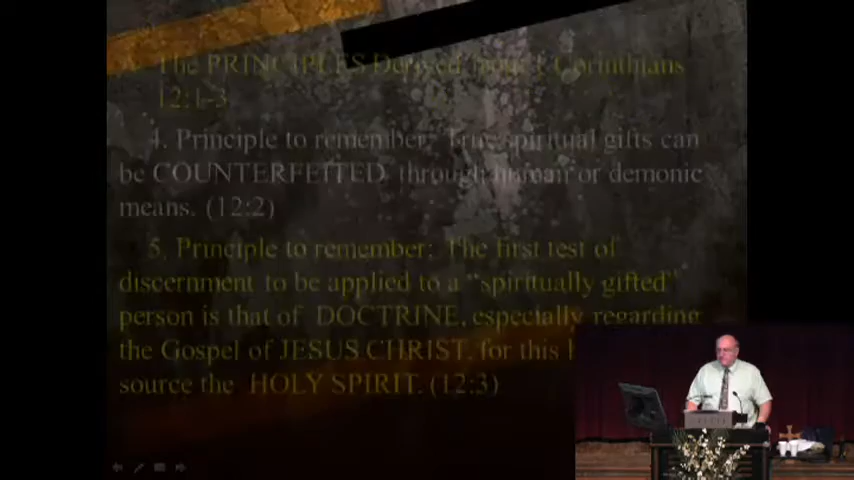 A. The PRINCIPLES Derived from 1 Corinthians
12:1-3
4. Principle to remember: True spiritual gifts can
be COUNTERFEITED through human or demonic
means. (12:2)
5. Principle to remember: The first test of
discernment to be applied to a “spiritually gifted”
person is that of DOCTRINE, especially regarding
the Gospel of JESUS CHRIST, for this
source the HOLY SPIRIT. (12:3)